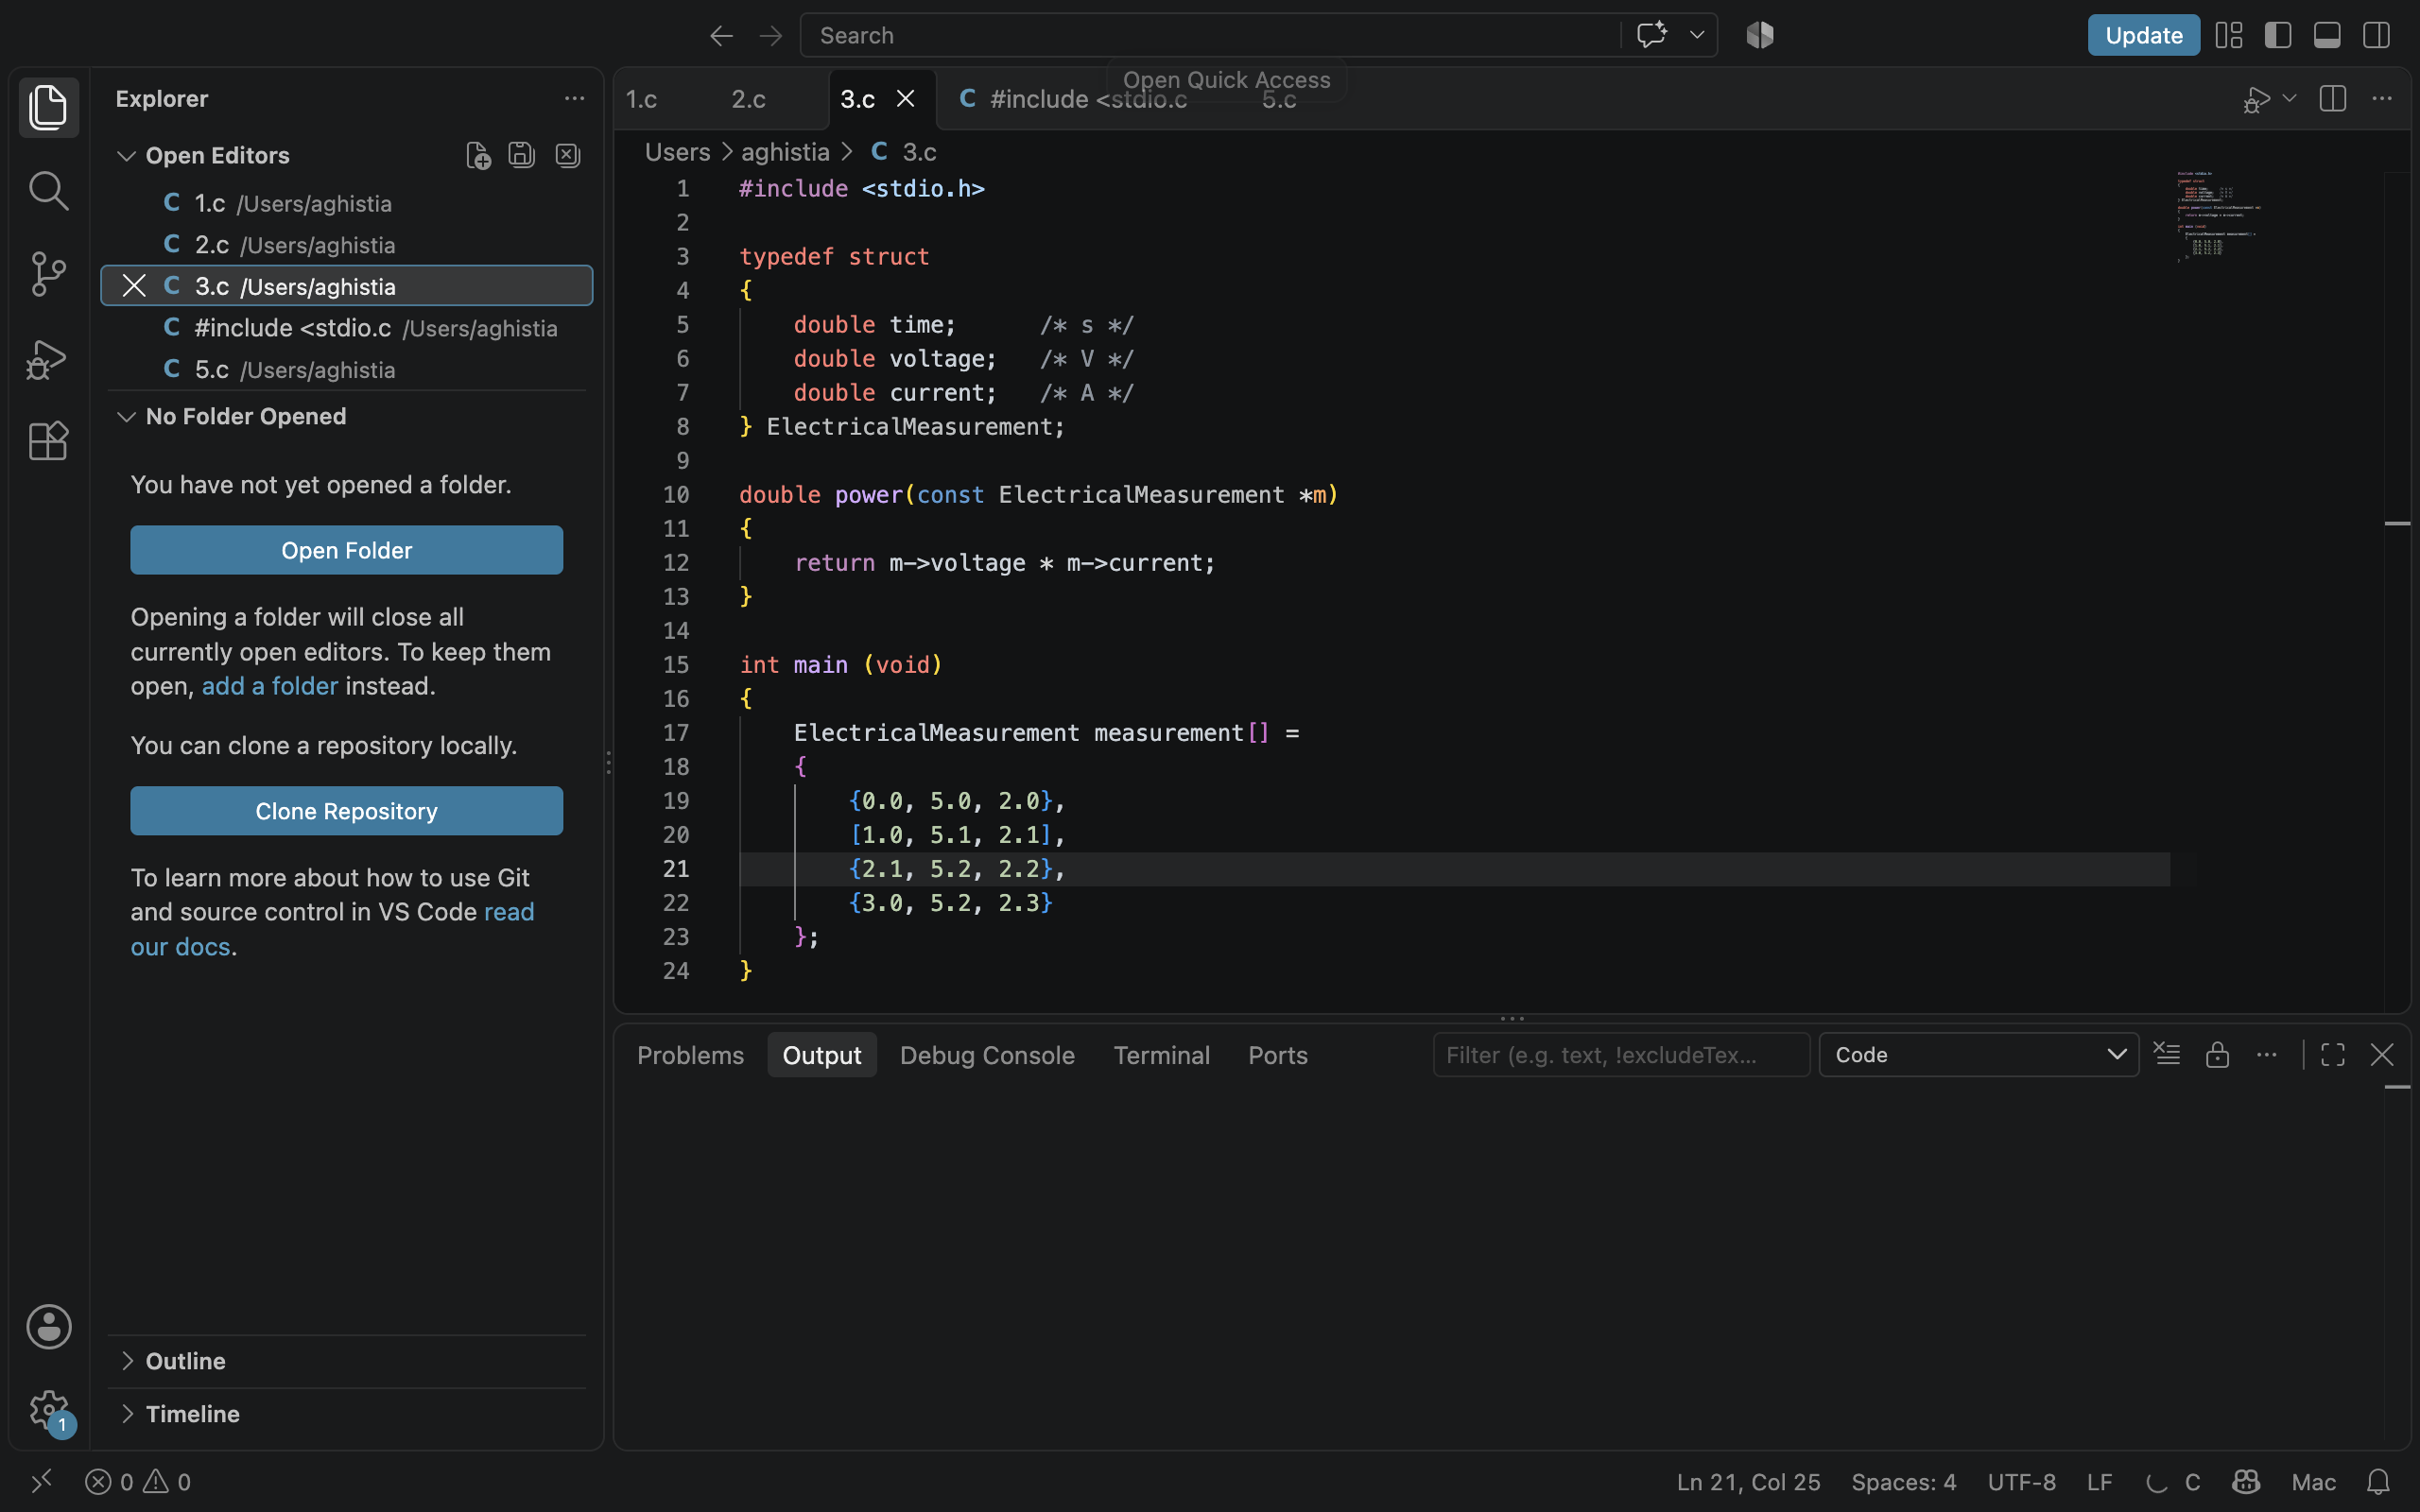 Search
Update
Open Quick Access
Explorer
Open Editors
1.c /Users/aghistia
2.c /Users/aghistia
3.c /Users/aghistia
#include <stdio.c /Users/aghistia
5.c /Users/aghistia
No Folder Opened
You have not yet opened a folder.
Open Folder
Opening a folder will close all
currently open editors. To keep them
open, add a folder instead.
You can clone a repository locally.
Clone Repository
To learn more about how to use Git
and source control in VS Code read
our docs.
Outline
Timeline
1
1.c 2.c 3.c C #include <stdio.c 5.c
Users > aghistia > C 3.c
1 #include <stdio.h>
2
3 typedef struct
4 {
5     double time;      /* s */
6     double voltage;   /* V */
7     double current;   /* A */
8 } ElectricalMeasurement;
9
10 double power(const ElectricalMeasurement *m)
11 {
12     return m->voltage * m->current;
13 }
14
15 int main (void)
16 {
17     ElectricalMeasurement measurement[] =
18     {
19         {0.0, 5.0, 2.0},
20         [1.0, 5.1, 2.1],
21         {2.1, 5.2, 2.2},
22         {3.0, 5.2, 2.3}
23     };
24 }
Problems Output Debug Console Terminal Ports
Filter (e.g. text, !excludeTex...
Code
0 0
Ln 21, Col 25 Spaces: 4 UTF-8 LF C Mac